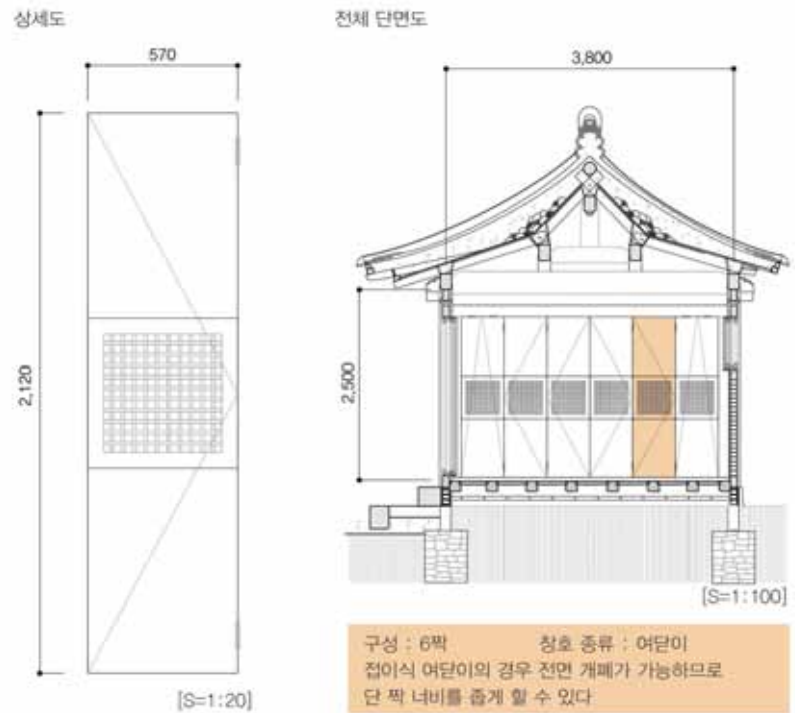 상세도
570
2,120
[S=1:20]
전체 단면도
3,800
2,500
[S=1:100]
구성 : 6짝 창호 종류 : 여닫이
접이식 여닫이의 경우 전면 개폐가 가능하므로
단 짝 너비를 좁게 할 수 있다